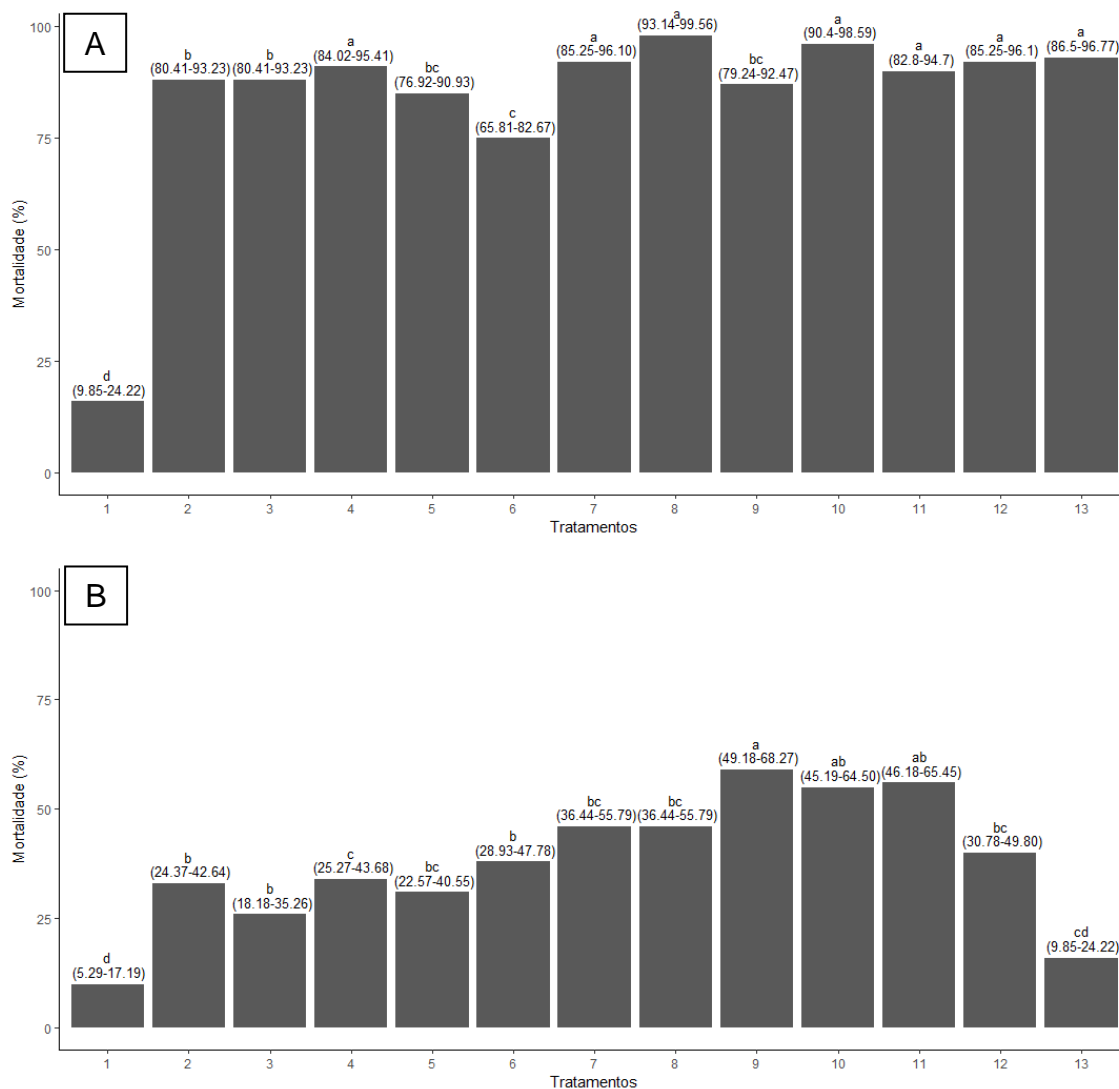 A
100
75
50
25
0
Mortalidade (%)
d
(9.85-24.22)
b
(80.41-93.23)
b
(80.41-93.23)
a
(84.02-95.41)
bc
(76.92-90.93)
c
(65.81-82.67)
a
(85.25-96.10)
a
(93.14-99.56)
bc
(79.24-92.47)
a
(90.4-98.59)
a
(82.8-94.7)
a
(85.25-96.1)
a
(86.5-96.77)
1 2 3 4 5 6 7 8 9 10 11 12 13
Tratamentos
B
100
75
50
25
0
Mortalidade (%)
d
(5.29-17.19)
b
(24.37-42.64)
b
(18.18-35.26)
c
(25.27-43.68)
bc
(22.57-40.55)
b
(28.93-47.78)
bc
(36.44-55.79)
bc
(36.44-55.79)
a
(49.18-68.27)
ab
(45.19-64.50)
ab
(46.18-65.45)
bc
(30.78-49.80)
cd
(9.85-24.22)
1 2 3 4 5 6 7 8 9 10 11 12 13
Tratamentos